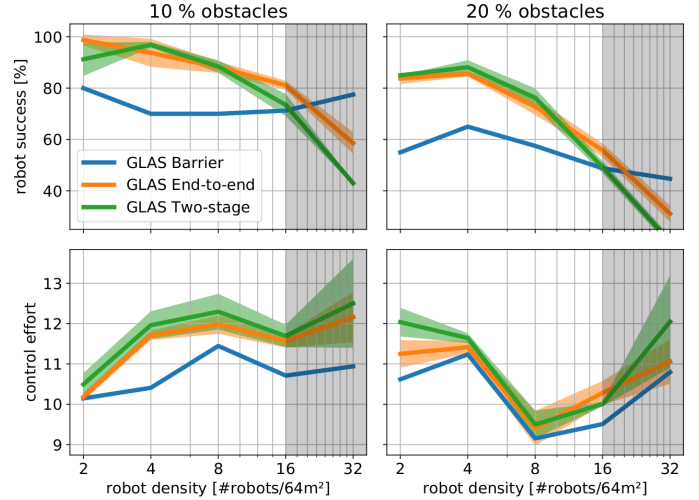 10 % obstacles
20 % obstacles
robot success [%]
100
80
60
40
GLAS Barrier
GLAS End-to-end
GLAS Two-stage
control effort
13
12
11
10
9
2 4 8 16 32
2 4 8 16 32
robot density [#robots/64m²]
robot density [#robots/64m²]